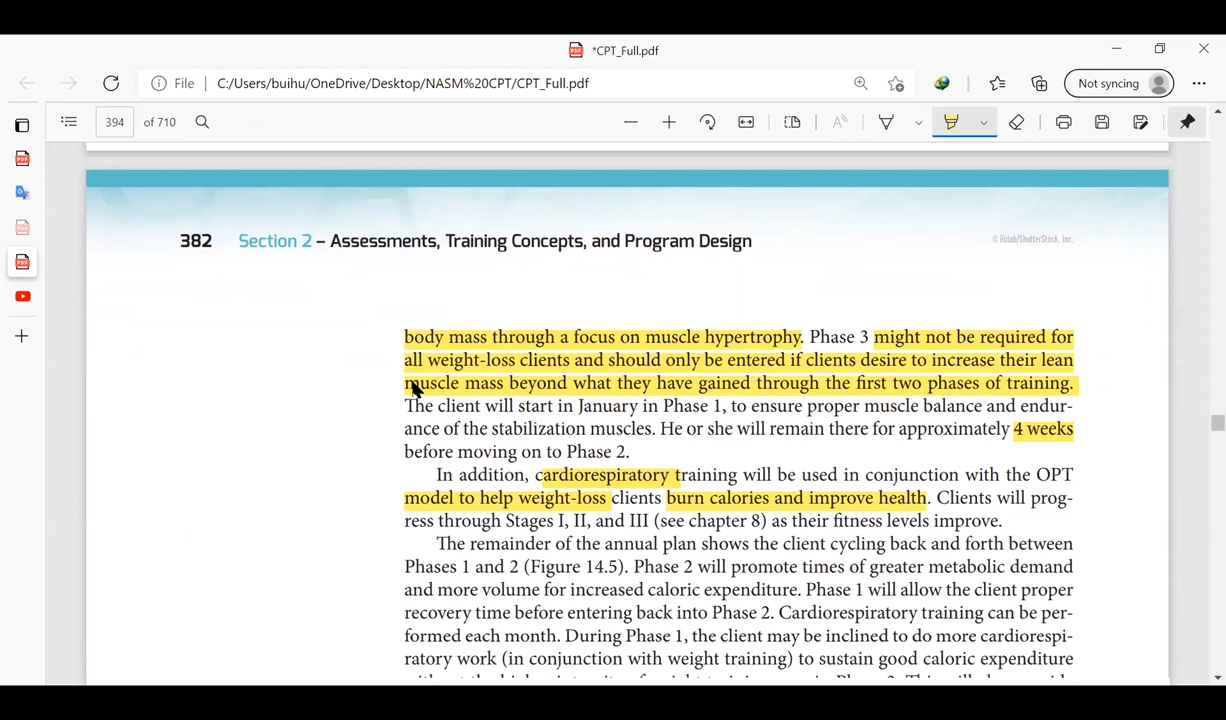 *CPT_Full.pdf
File C:/Users/buihu/OneDrive/Desktop/NASM%20CPT/CPT_Full.pdf Not syncing
394 of 710
382 Section 2 – Assessments, Training Concepts, and Program Design
© ilolab/ShutterStock, Inc.
body mass through a focus on muscle hypertrophy. Phase 3 might not be required for
all weight-loss clients and should only be entered if clients desire to increase their lean
muscle mass beyond what they have gained through the first two phases of training.
The client will start in January in Phase 1, to ensure proper muscle balance and endur-
ance of the stabilization muscles. He or she will remain there for approximately 4 weeks
before moving on to Phase 2.
In addition, cardiorespiratory training will be used in conjunction with the OPT
model to help weight-loss clients burn calories and improve health. Clients will prog-
ress through Stages I, II, and III (see chapter 8) as their fitness levels improve.
The remainder of the annual plan shows the client cycling back and forth between
Phases 1 and 2 (Figure 14.5). Phase 2 will promote times of greater metabolic demand
and more volume for increased caloric expenditure. Phase 1 will allow the client proper
recovery time before entering back into Phase 2. Cardiorespiratory training can be per-
formed each month. During Phase 1, the client may be inclined to do more cardiorespi-
ratory work (in conjunction with weight training) to sustain good caloric expenditure